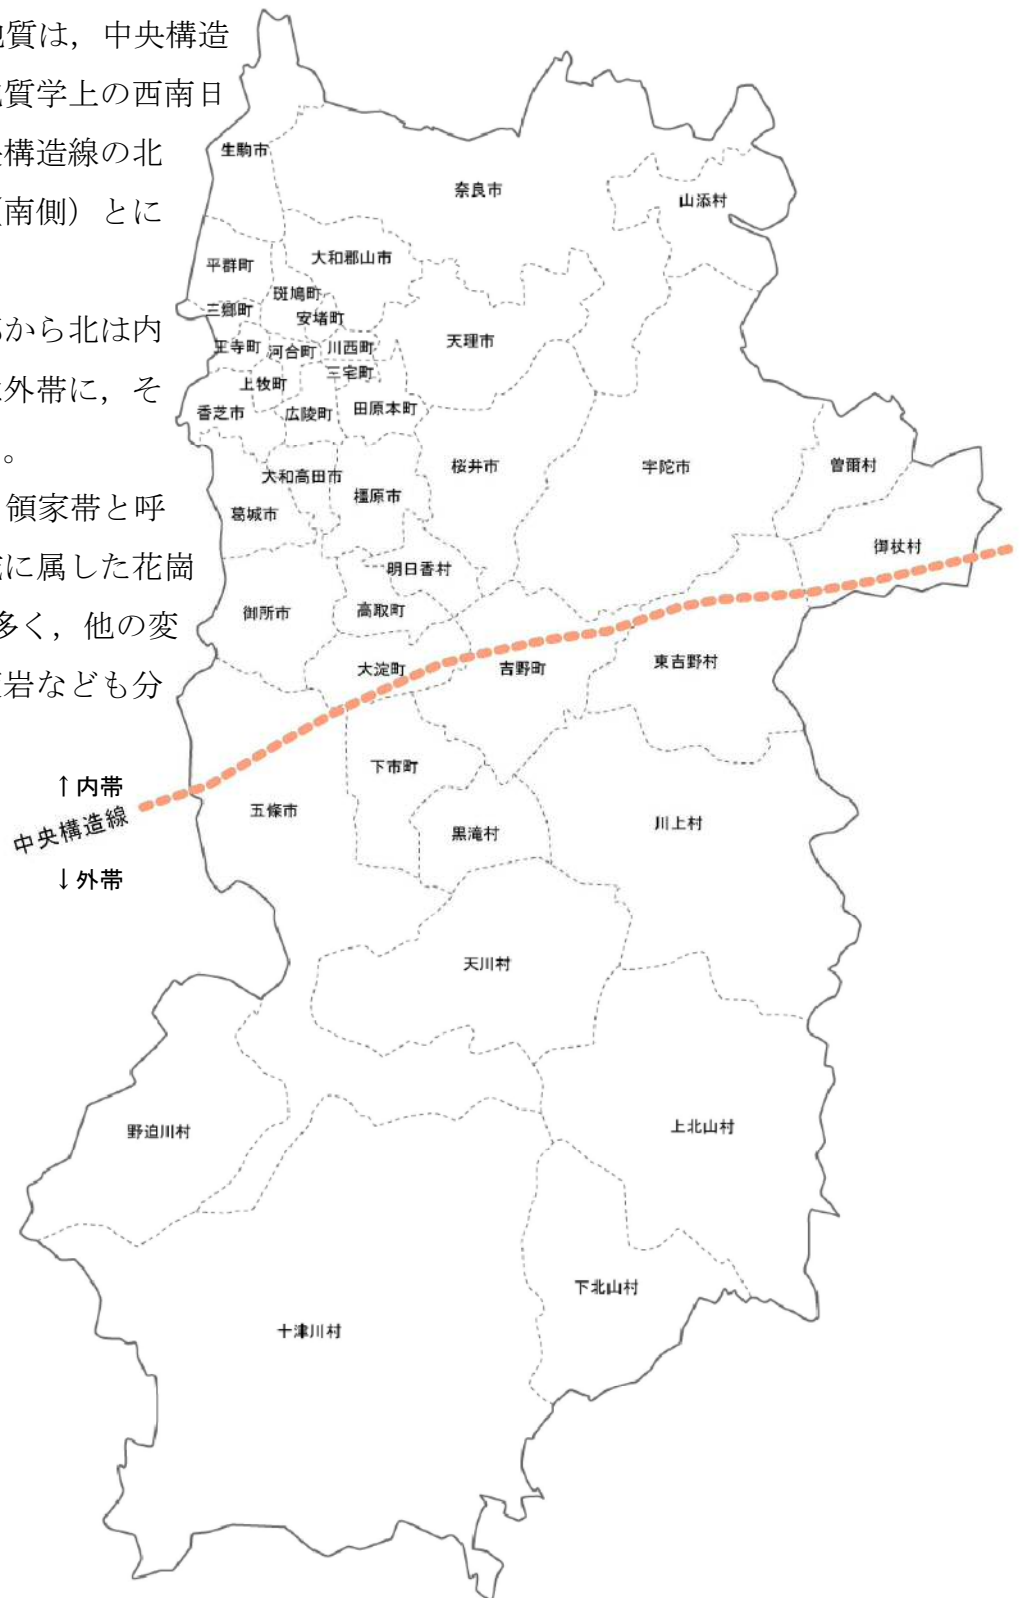 地質は，中央構造
質学上の西南日
構造線の北
南側）とに
から北は内
外帯に，そ
。
領家帯と呼
に属した花崗
多く，他の変
岩なども分
生駒市
奈良市
山添村
平群町
大和郡山市
斑鳩町
三郷町
安堵町
王寺町
河合町
川西町
天理市
三宅町
上牧町
香芝市
広陵町
田原本町
桜井市
宇陀市
曽爾村
大和高田市
橿原市
葛城市
御杖村
明日香村
御所市
高取町
大淀町
吉野町
東吉野村
下市町
↑内帯
中央構造線
↓外帯
五條市
黒滝村
川上村
天川村
野迫川村
上北山村
下北山村
十津川村